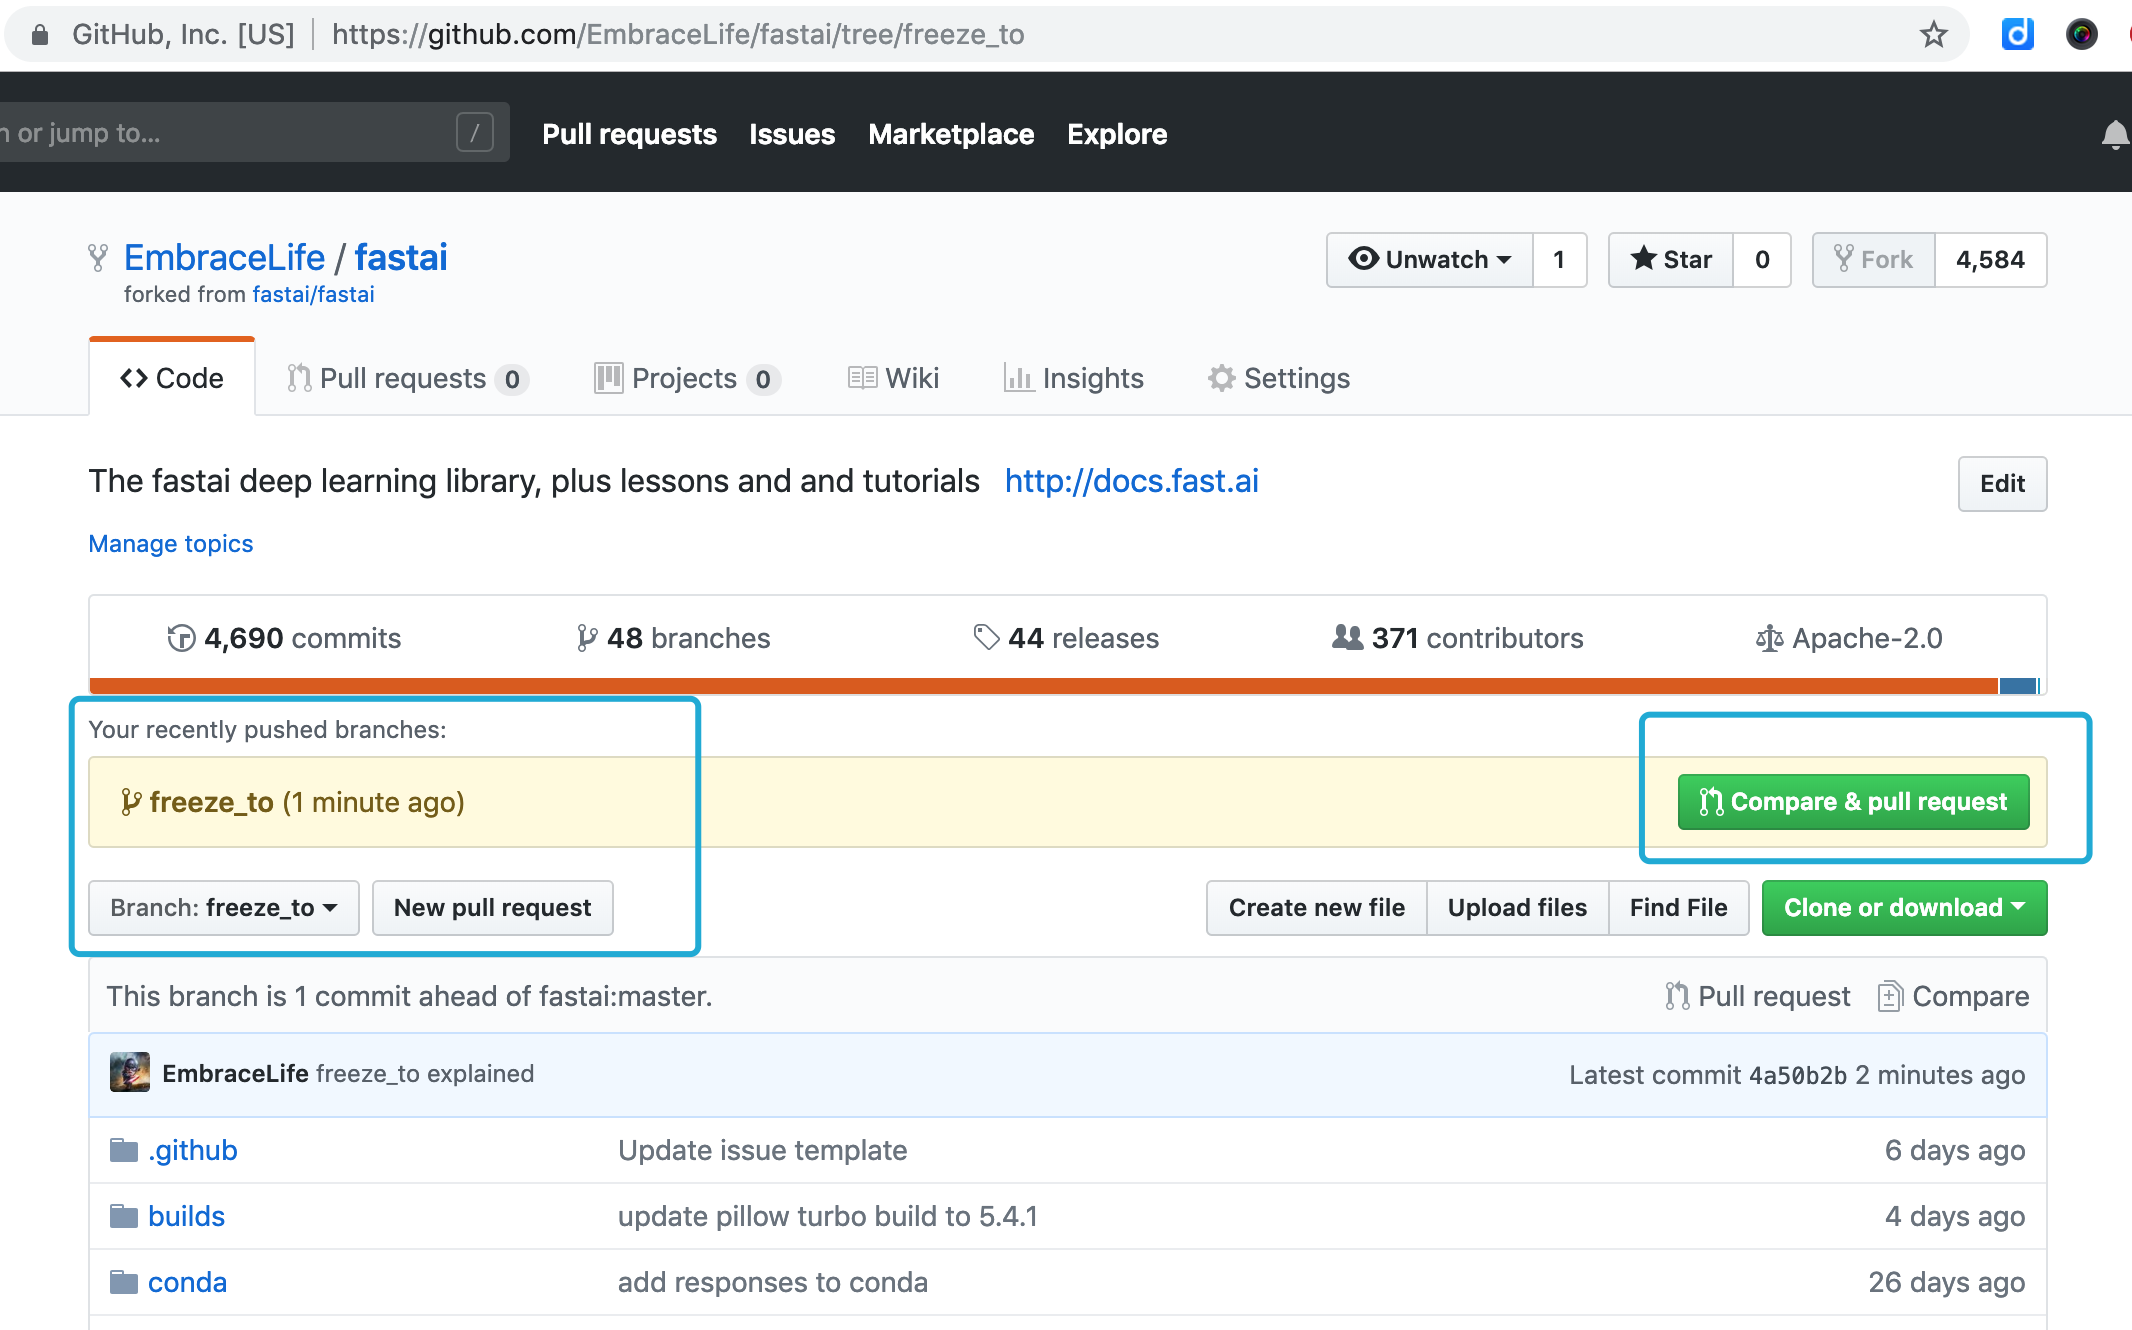 GitHub, Inc. [US] https://github.com/EmbraceLife/fastai/tree/freeze_to
or jump to... / Pull requests Issues Marketplace Explore
EmbraceLife / fastai Unwatch 1 Star 0 Fork 4,584
forked from fastai/fastai
Code Pull requests 0 Projects 0 Wiki Insights Settings
The fastai deep learning library, plus lessons and and tutorials http://docs.fast.ai Edit
Manage topics
4,690 commits 48 branches 44 releases 371 contributors Apache-2.0
Your recently pushed branches:
freeze_to (1 minute ago) Compare & pull request
Branch: freeze_to New pull request Create new file Upload files Find File Clone or download
This branch is 1 commit ahead of fastai:master. Pull request Compare
EmbraceLife freeze_to explained Latest commit 4a50b2b 2 minutes ago
.github Update issue template 6 days ago
builds update pillow turbo build to 5.4.1 4 days ago
conda add responses to conda 26 days ago